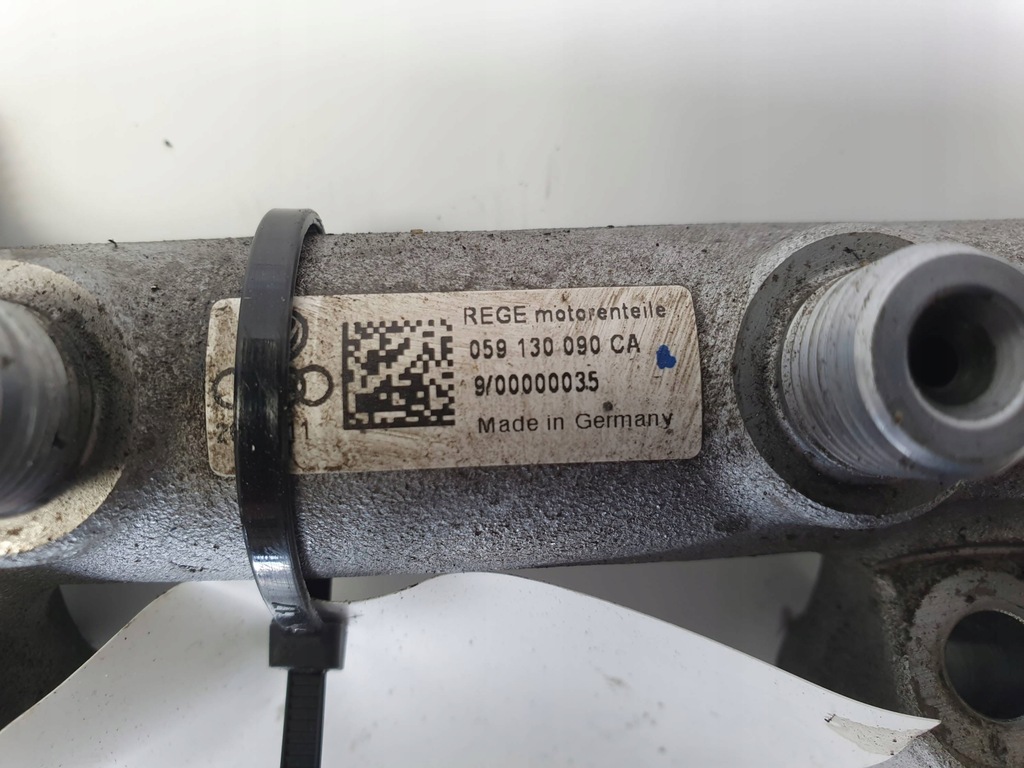 REGE motorenteile
059 130 090 CA
9/00000035
Made in Germany